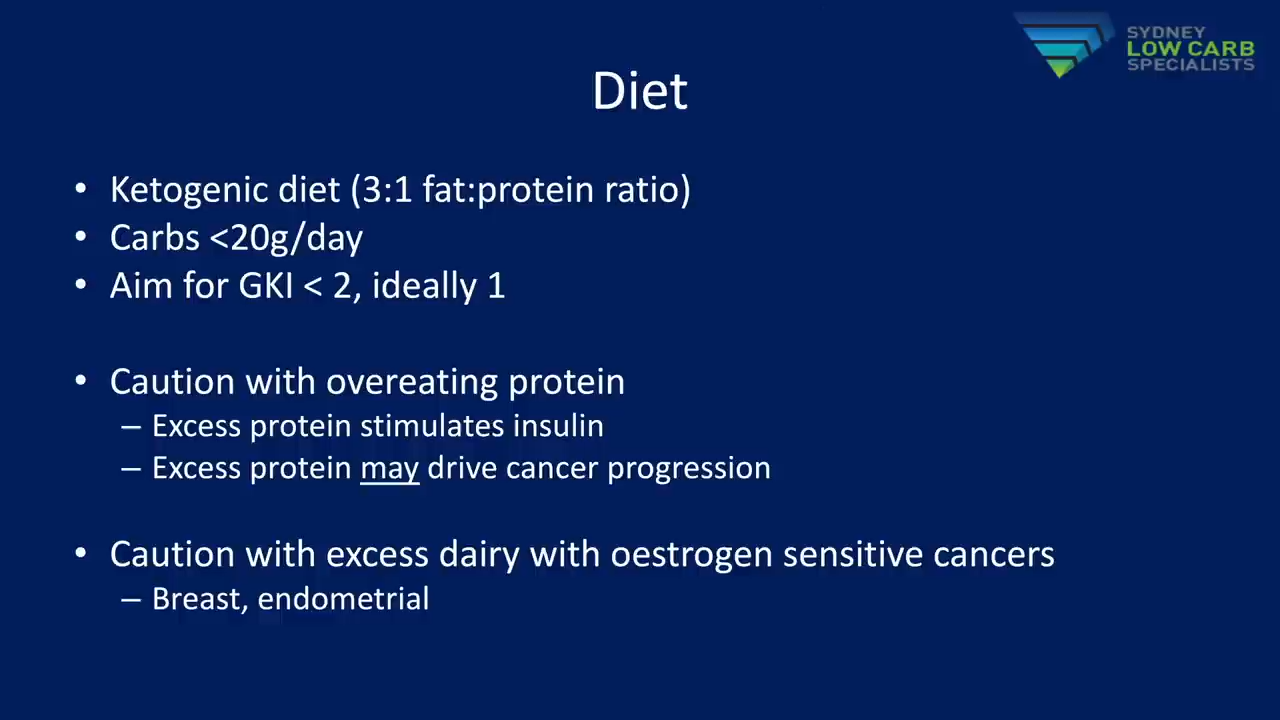 SYDNEY
LOW CARB
SPECIALISTS
Diet
• Ketogenic diet (3:1 fat:protein ratio)
• Carbs <20g/day
• Aim for GKI < 2, ideally 1
• Caution with overeating protein
– Excess protein stimulates insulin
– Excess protein may drive cancer progression
• Caution with excess dairy with oestrogen sensitive cancers
– Breast, endometrial